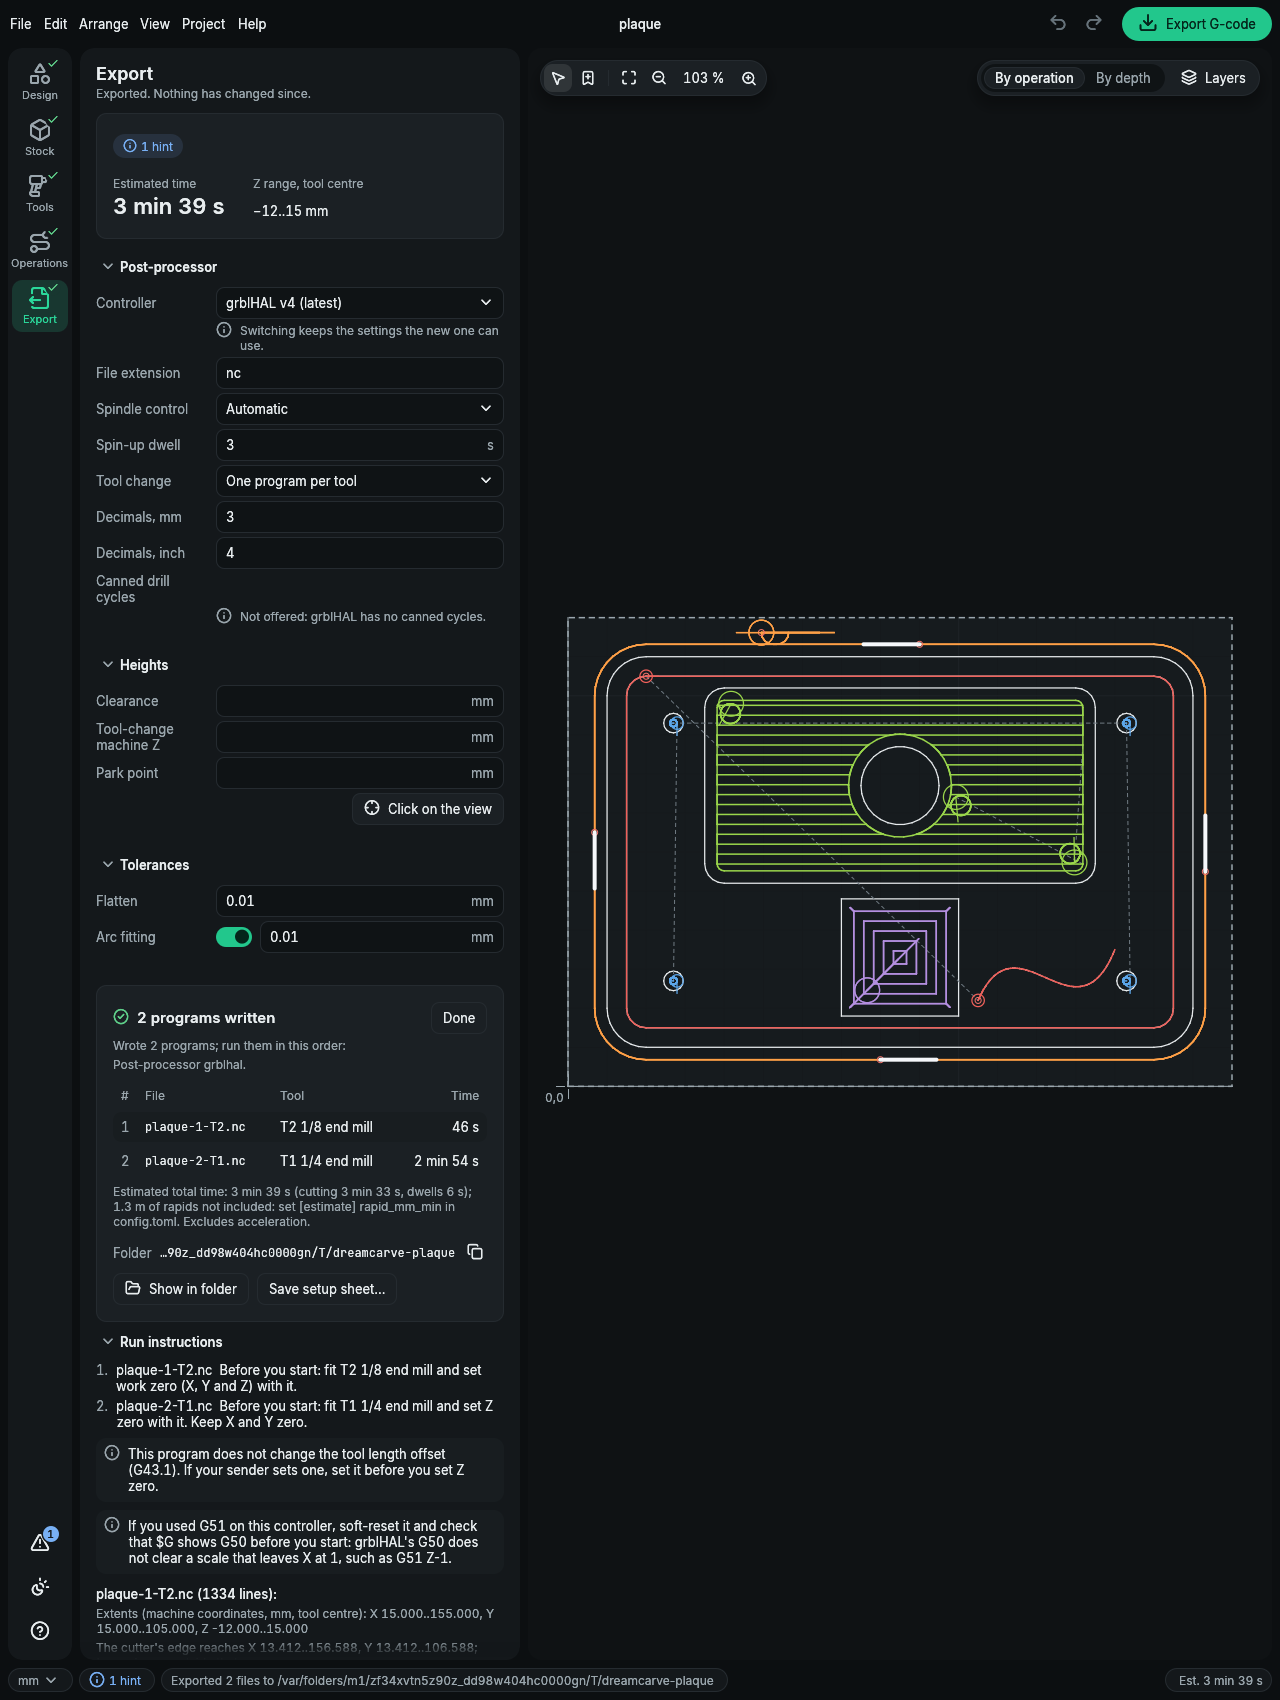 File Edit Arrange View Project Help
plaque
Export G-code
Design
Stock
Tools
Operations
Export
Export
Exported. Nothing has changed since.
1 hint
Estimated time
Z range, tool centre
3 min 39 s
−12..15 mm
Post-processor
Controller
grblHAL v4 (latest)
Switching keeps the settings the new one can
use.
File extension
nc
Spindle control
Automatic
Spin-up dwell
3 s
Tool change
One program per tool
Decimals, mm
3
Decimals, inch
4
Canned drill
cycles
Not offered: grblHAL has no canned cycles.
Heights
Clearance
mm
Tool-change
machine Z
mm
Park point
mm
Click on the view
Tolerances
Flatten
0.01 mm
Arc fitting
0.01 mm
2 programs written
Done
Wrote 2 programs; run them in this order:
Post-processor grblhal.
# File Tool Time
1 plaque-1-T2.nc T2 1/8 end mill 46 s
2 plaque-2-T1.nc T1 1/4 end mill 2 min 54 s
Estimated total time: 3 min 39 s (cutting 3 min 33 s, dwells 6 s);
1.3 m of rapids not included: set [estimate] rapid_mm_min in
config.toml. Excludes acceleration.
Folder …90z_dd98w404hc0000gn/T/dreamcarve-plaque
Show in folder
Save setup sheet...
Run instructions
1. plaque-1-T2.nc Before you start: fit T2 1/8 end mill and set
work zero (X, Y and Z) with it.
2. plaque-2-T1.nc Before you start: fit T1 1/4 end mill and set Z
zero with it. Keep X and Y zero.
This program does not change the tool length offset
(G43.1). If your sender sets one, set it before you set Z
zero.
If you used G51 on this controller, soft-reset it and check
that $G shows G50 before you start: grblHAL's G50 does
not clear a scale that leaves X at 1, such as G51 Z-1.
plaque-1-T2.nc (1334 lines):
Extents (machine coordinates, mm, tool centre): X 15.000..155.000, Y
15.000..105.000, Z -12.000..15.000
The cutter's edge reaches X 13.412..156.588, Y 13.412..106.588;
103 %
By operation
By depth
Layers
0,0
1
mm
1 hint
Exported 2 files to /var/folders/m1/zf34xvtn5z90z_dd98w404hc0000gn/T/dreamcarve-plaque
Est. 3 min 39 s